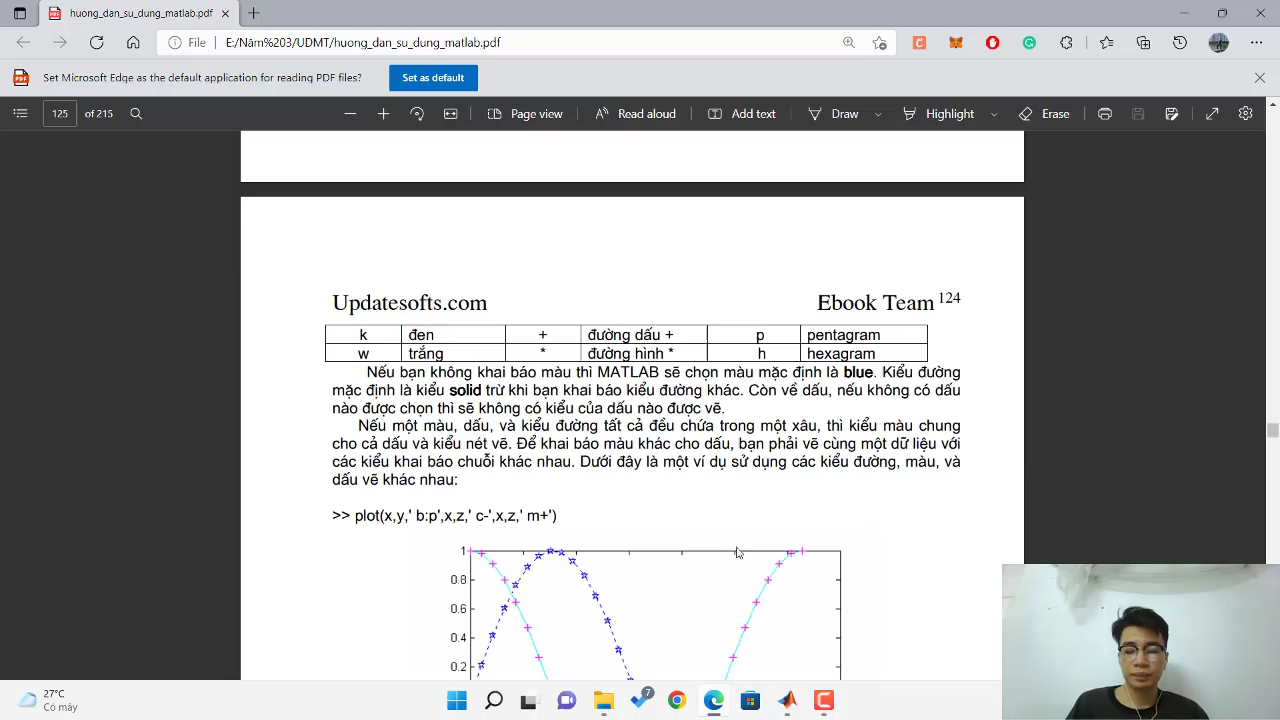 huong_dan_su_dung_matlab.pdf
File E:/Năm%203/UDMT/huong_dan_su_dung_matlab.pdf
Set Microsoft Edge as the default application for reading PDF files? Set as default
125 of 215 Page view Read aloud Add text Draw Highlight Erase
Updatesofts.com Ebook Team 124
k đen + đường dấu + p pentagram
w trắng * đường hình * h hexagram
Nếu bạn không khai báo màu thì MATLAB sẽ chọn màu mặc định là blue. Kiểu đường
mặc định là kiểu solid trừ khi bạn khai báo kiểu đường khác. Còn về dấu, nếu không có dấu
nào được chọn thì sẽ không có kiểu của dấu nào được vẽ.
Nếu một màu, dấu, và kiểu đường tất cả đều chứa trong một xâu, thì kiểu màu chung
cho cả dấu và kiểu nét vẽ. Để khai báo màu khác cho dấu, bạn phải vẽ cùng một dữ liệu với
các kiểu khai báo chuỗi khác nhau. Dưới đây là một ví dụ sử dụng các kiểu đường, màu, và
dấu vẽ khác nhau:
>> plot(x,y,' b:p',x,z,' c-',x,z,' m+')
1
0.8
0.6
0.4
0.2
7
27°C
Có mây